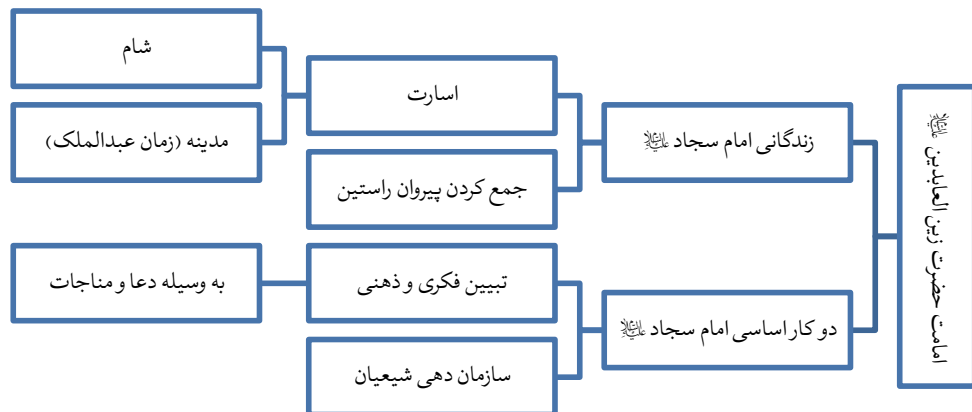 امامت حضرت زین العابدین علیه‌السلام
زندگانی امام سجاد علیه‌السلام
اسارت
شام
مدینه (زمان عبدالملک)
جمع کردن پیروان راستین
دو کار اساسی امام سجاد علیه‌السلام
تبیین فکری و ذهنی
به وسیله دعا و مناجات
سازمان دهی شیعیان